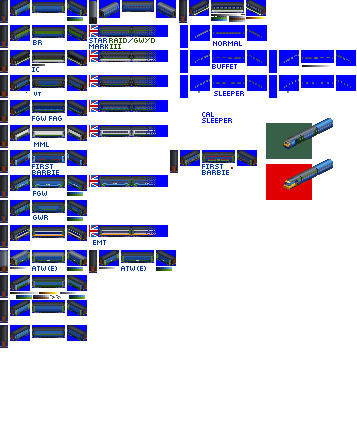 BR
STAR RAID/GW/D
MARKIII
NORMAL
IC
BUFFET
VT
SLEEPER
FGW FAG
CAL
SLEEPER
MML
FIRST
BARBIE
FIRST
BARBIE
FGW
GWR
EMT
ATW(E)
ATW(E)